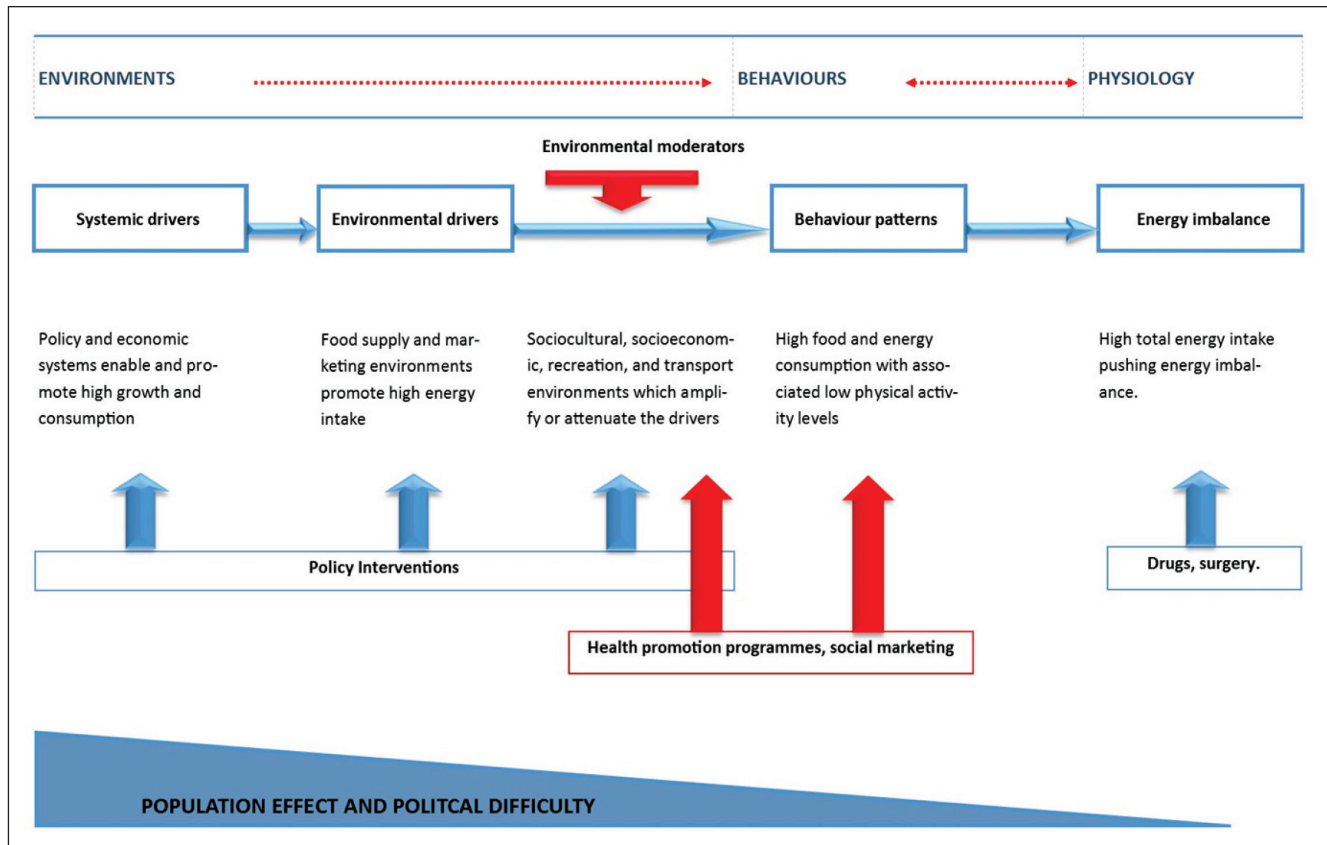 ENVIRONMENTS
BEHAVIOURS
PHYSIOLOGY
Environmental moderators
Systemic drivers
Environmental drivers
Behaviour patterns
Energy imbalance
Policy and economic
systems enable and pro-
mote high growth and
consumption
Food supply and mar-
keting environments
promote high energy
intake
Sociocultural, socioeconom-
ic, recreation, and transport
environments which ampli-
fy or attenuate the drivers
High food and energy
consumption with asso-
ciated low physical activ-
ity levels
High total energy intake
pushing energy imbal-
ance.
Policy Interventions
Drugs, surgery.
Health promotion programmes, social marketing
POPULATION EFFECT AND POLITCAL DIFFICULTY